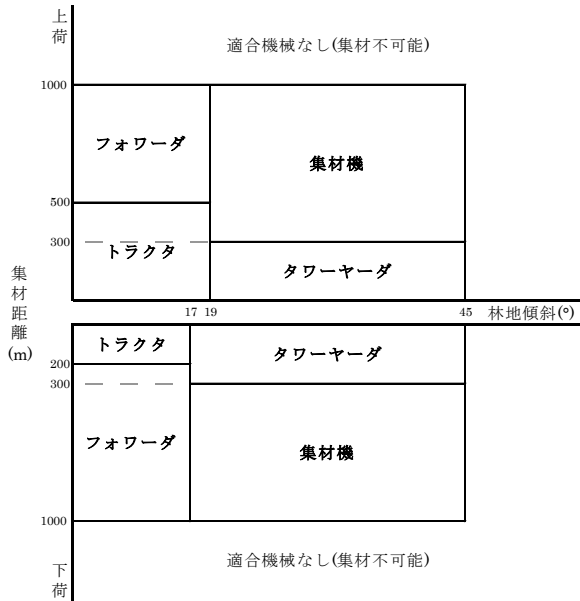 上荷
適合機械なし(集材不可能)
1000
フォワーダ
集材機
500
300
トラクタ
タワーヤーダ
集材距離(m)
17 19 45 林地傾斜(°)
トラクタ
タワーヤーダ
200
300
フォワーダ
集材機
1000
適合機械なし(集材不可能)
下荷